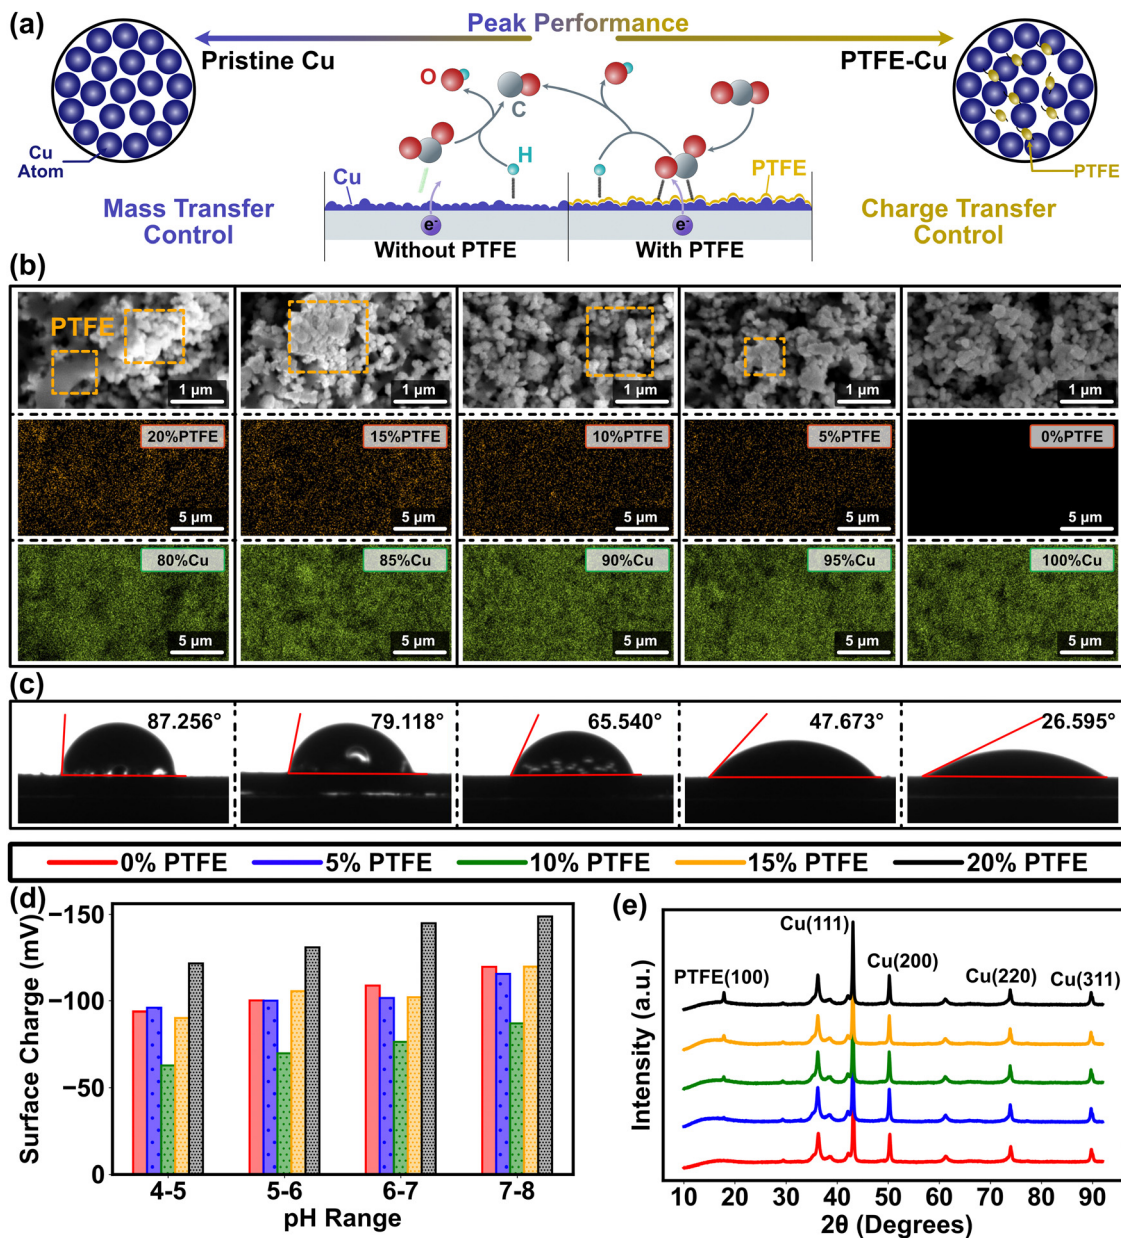 (a)
Peak Performance
Pristine Cu
PTFE-Cu
O
C
H
Cu
Atom
Cu
PTFE
PTFE
e-
e-
Mass Transfer
Control
Charge Transfer
Control
Without PTFE
With PTFE
(b)
PTFE
1 μm
1 μm
1 μm
1 μm
1 μm
20%PTFE
15%PTFE
10%PTFE
5%PTFE
0%PTFE
5 μm
5 μm
5 μm
5 μm
5 μm
80%Cu
85%Cu
90%Cu
95%Cu
100%Cu
5 μm
5 μm
5 μm
5 μm
5 μm
(c)
87.256°
79.118°
65.540°
47.673°
26.595°
0% PTFE
5% PTFE
10% PTFE
15% PTFE
20% PTFE
(d)
Surface Charge (mV)
−150
−100
−50
0
4-5
5-6
6-7
7-8
pH Range
(e)
Intensity (a.u.)
PTFE(100)
Cu(111)
Cu(200)
Cu(220)
Cu(311)
10
20
30
40
50
60
70
80
90
2θ (Degrees)